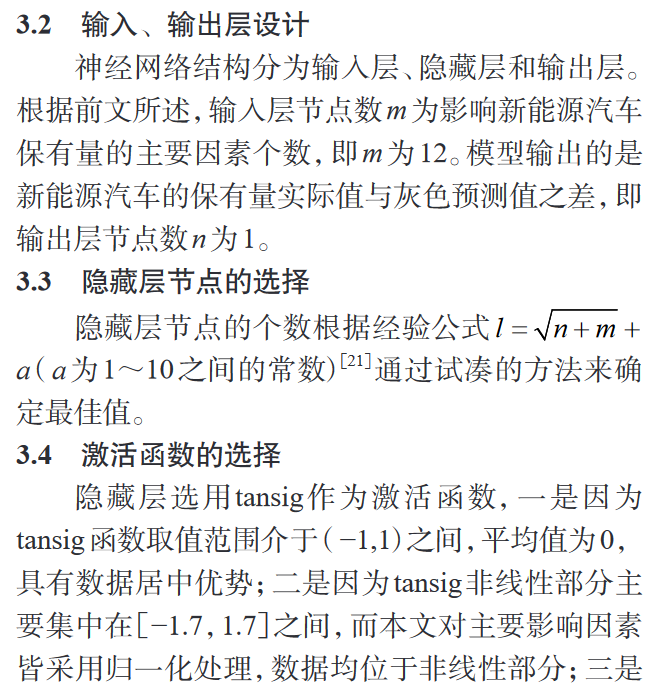 3.2 输入、输出层设计
神经网络结构分为输入层、隐藏层和输出层。
根据前文所述,输入层节点数m为影响新能源汽车
保有量的主要因素个数,即m为12。模型输出的是
新能源汽车的保有量实际值与灰色预测值之差,即
输出层节点数n为1。
3.3 隐藏层节点的选择
隐藏层节点的个数根据经验公式l=√n+m+
a(a为1~10之间的常数)[21]通过试凑的方法来确
定最佳值。
3.4 激活函数的选择
隐藏层选用tansig作为激活函数,一是因为
tansig函数取值范围介于(-1,1)之间,平均值为0,
具有数据居中优势;二是因为tansig非线性部分主
要集中在[-1.7,1.7]之间,而本文对主要影响因素
皆采用归一化处理,数据均位于非线性部分;三是